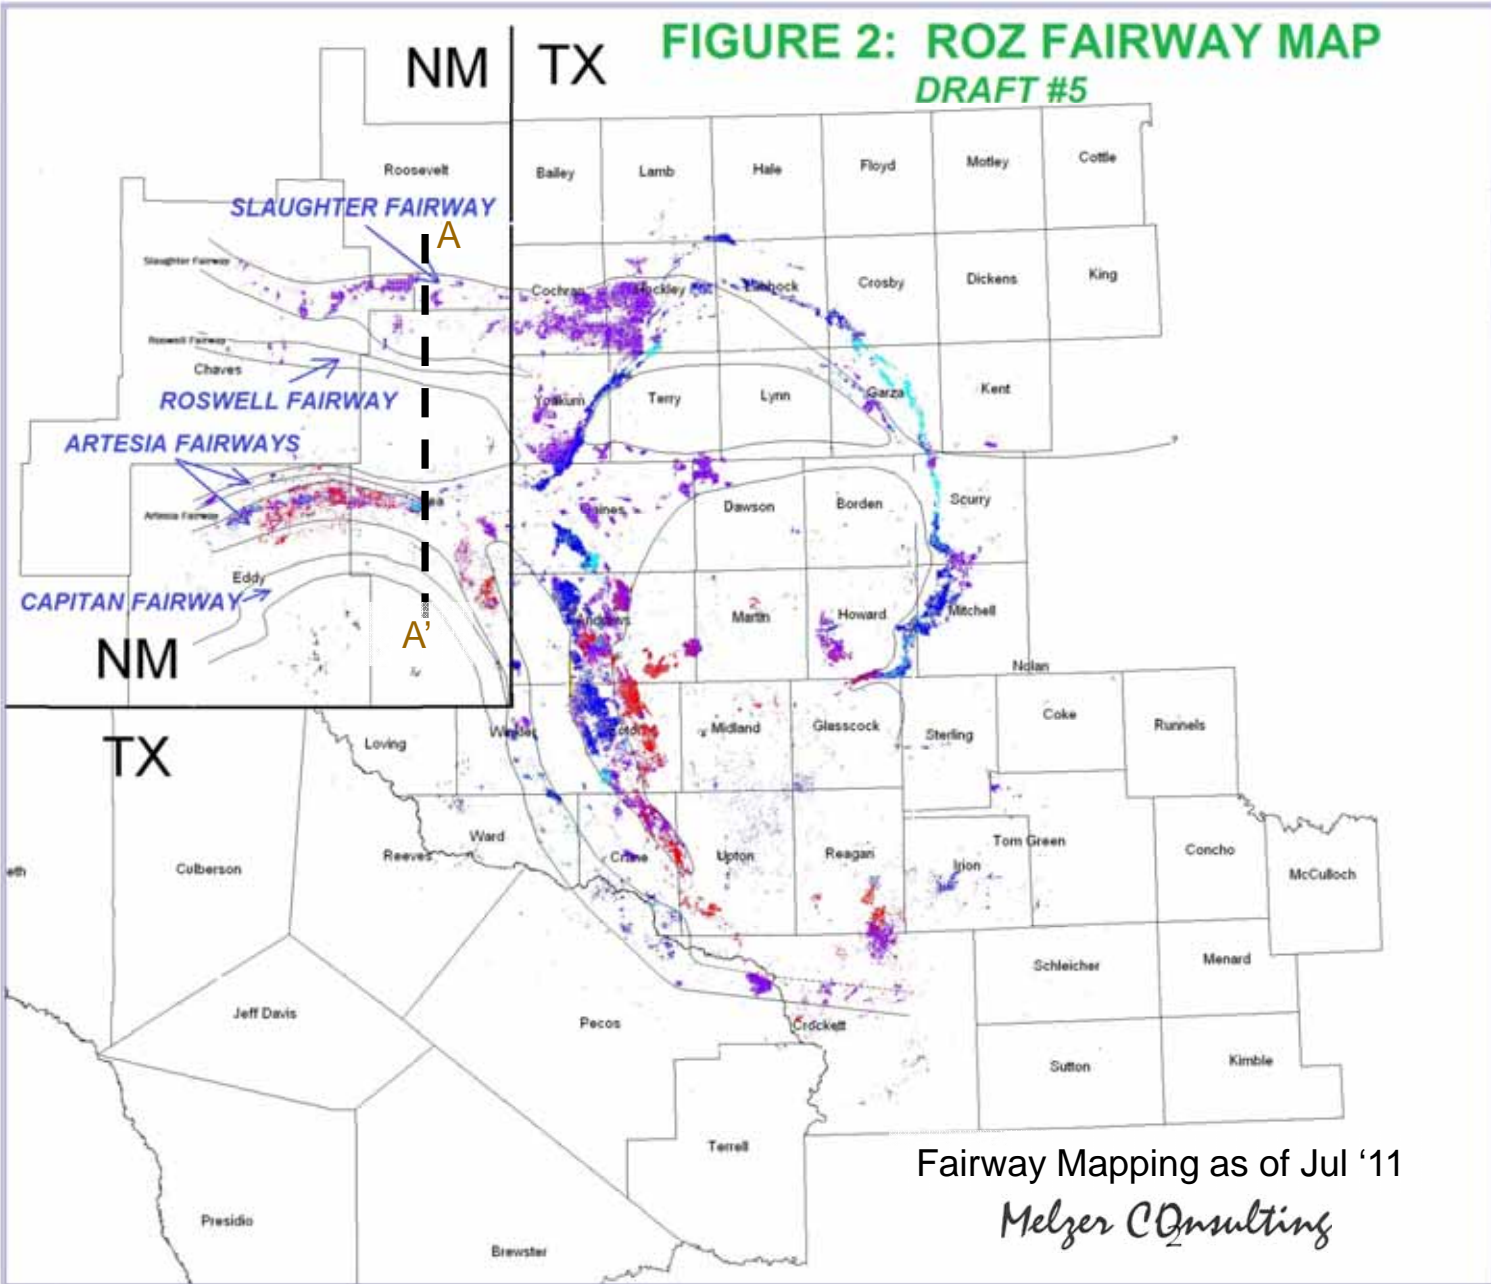 FIGURE 2: ROZ FAIRWAY MAP
DRAFT #5
NM TX
Roosevelt
Bailey Lamb Hale Floyd Motley Cottle
SLAUGHTER FAIRWAY
A
Slaughter Fairway
Cochran Hockley Lubbock Crosby Dickens King
Roswell Fairway
Chaves
ROSWELL FAIRWAY
Yoakum Terry Lynn Garza Kent
ARTESIA FAIRWAYS
Artesia Fairway
Gaines Dawson Borden Scurry
Eddy
CAPITAN FAIRWAY
Andrews Martin Howard Mitchell
A’
NM
Nolan
TX
Loving Winkler Ector Midland Glasscock Sterling Coke Runnels
Ward Crane Upton Reagan Irion Tom Green Concho McCulloch
eth Culberson Reeves
Jeff Davis Pecos Crockett Schleicher Menard
Sutton Kimble
Terrell
Presidio Brewster
Fairway Mapping as of Jul ‘11
Melzer CO2nsulting